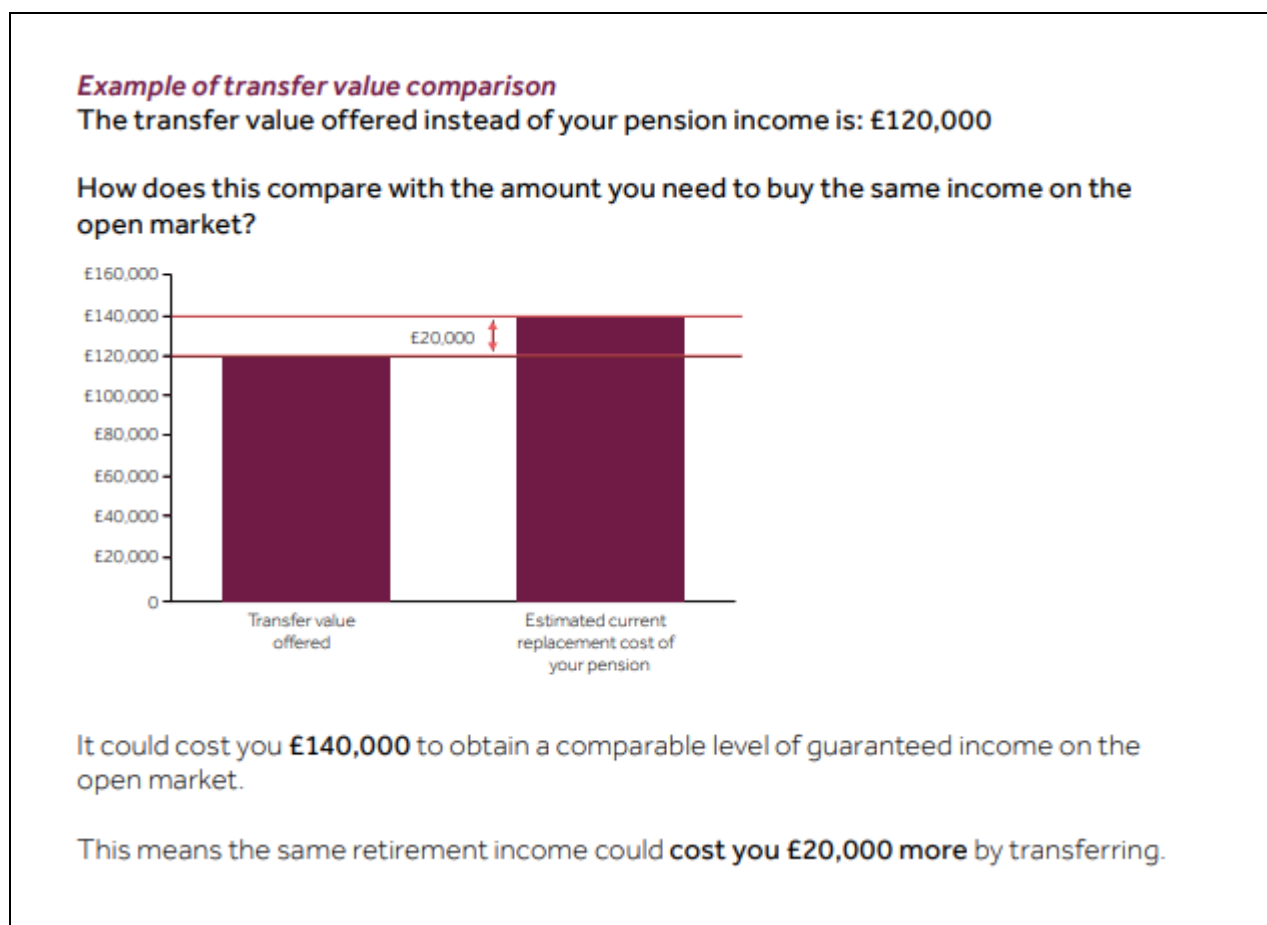 Example of transfer value comparison
The transfer value offered instead of your pension income is: £120,000
How does this compare with the amount you need to buy the same income on the
open market?
£160,000
£140,000
£20,000
£120,000
£100,000
£80,000
£60,000
£40,000
£20,000
0
Transfer value
offered
Estimated current
replacement cost of
your pension
It could cost you £140,000 to obtain a comparable level of guaranteed income on the
open market.
This means the same retirement income could cost you £20,000 more by transferring.